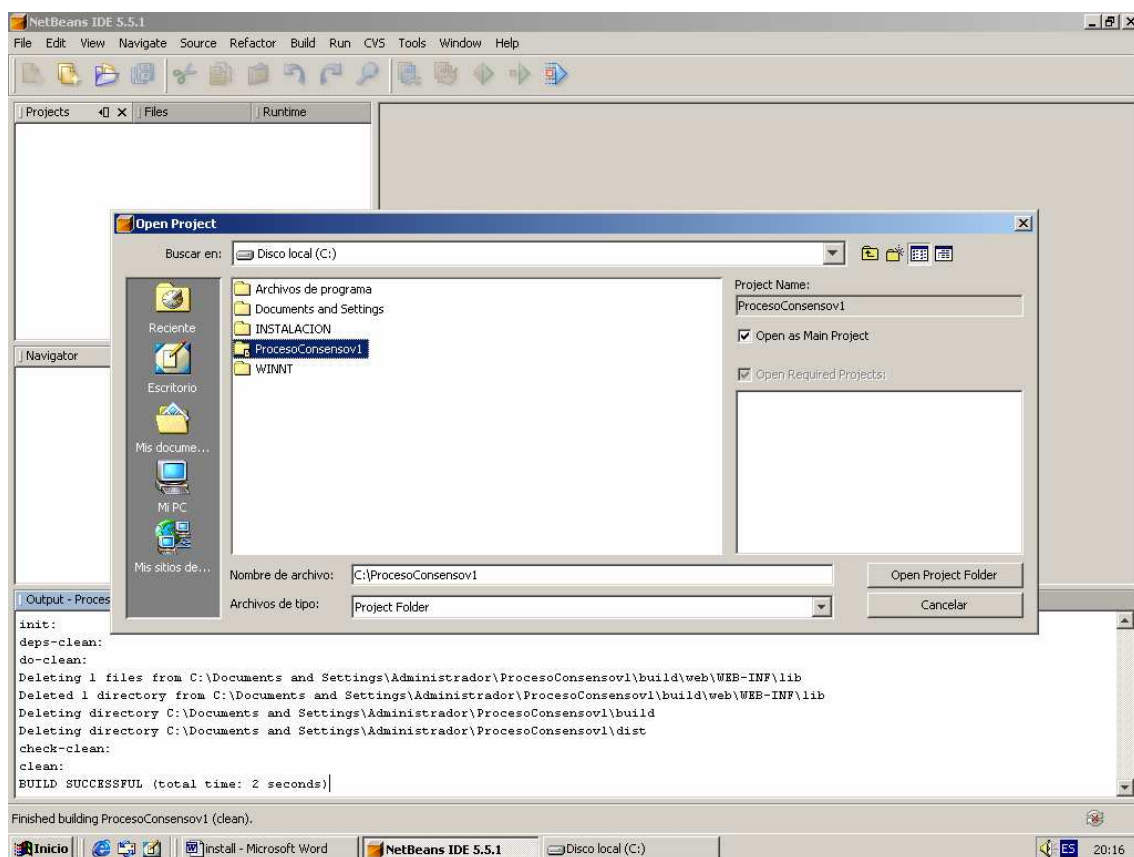 NetBeans IDE 5.5.1
File Edit View Navigate Source Refactor Build Run CVS Tools Window Help
Projects Files Runtime
Open Project
Buscar en: Disco local (C:)
Reciente
Escritorio
Mis docume...
Mi PC
Mis sitios de...
Archivos de programa
Documents and Settings
INSTALACION
ProcesoConsensov1
WINNT
Project Name:
ProcesoConsensov1
Open as Main Project
Open Required Projects:
Nombre de archivo: C:\ProcesoConsensov1
Open Project Folder
Archivos de tipo: Project Folder
Cancelar
Navigator
Output - Proces
init:
deps-clean:
do-clean:
Deleting 1 files from C:\Documents and Settings\Administrador\ProcesoConsensov1\build\web\WEB-INF\lib
Deleted 1 directory from C:\Documents and Settings\Administrador\ProcesoConsensov1\build\web\WEB-INF\lib
Deleting directory C:\Documents and Settings\Administrador\ProcesoConsensov1\build
Deleting directory C:\Documents and Settings\Administrador\ProcesoConsensov1\dist
check-clean:
clean:
BUILD SUCCESSFUL (total time: 2 seconds)
Finished building ProcesoConsensov1 (clean).
Inicio install - Microsoft Word NetBeans IDE 5.5.1 Disco local (C:) ES 20:16